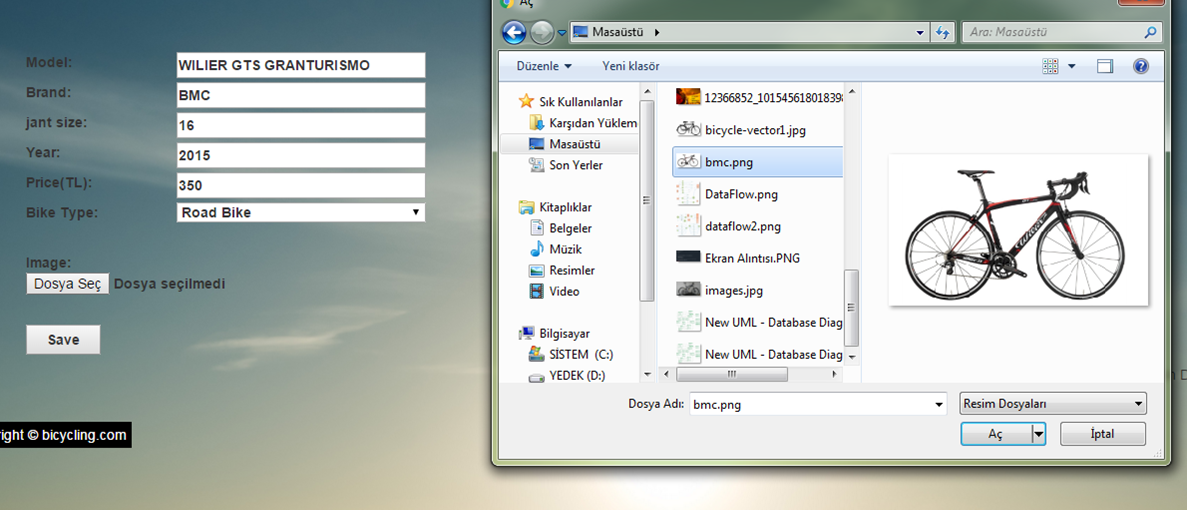 Model: WILIER GTS GRANTURISMO
Brand: BMC
jant size: 16
Year: 2015
Price(TL): 350
Bike Type: Road Bike
Image:
Dosya Seç Dosya seçilmedi
Save
right © bicycling.com
Aç
Masaüstü
Ara: Masaüstü
Düzenle Yeni klasör
Sık Kullanılanlar
Karşıdan Yüklem
Masaüstü
Son Yerler
Kitaplıklar
Belgeler
Müzik
Resimler
Video
Bilgisayar
SİSTEM (C:)
YEDEK (D:)
12366852_10154561801839
bicycle-vector1.jpg
bmc.png
DataFlow.png
dataflow2.png
Ekran Alıntısı.PNG
images.jpg
New UML - Database Diag
New UML - Database Diag
WILIER
Dosya Adı: bmc.png
Resim Dosyaları
Aç İptal